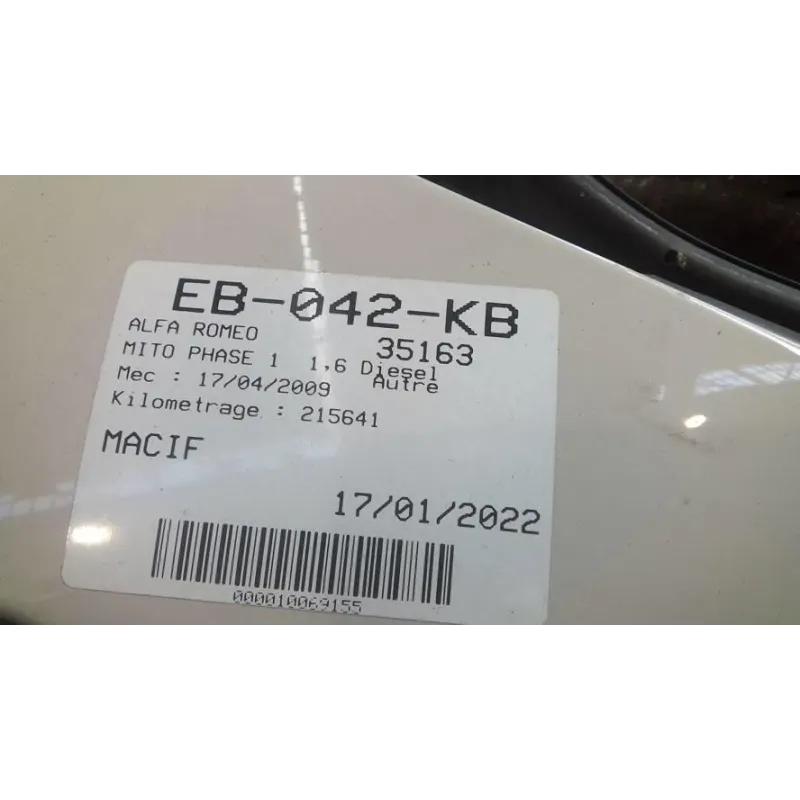 EB-042-KB
ALFA ROMEO 35163
MITO PHASE 1 1,6 Diesel
Mec : 17/04/2009 Autre
Kilometrage : 215641
MACIF
17/01/2022
000010069155